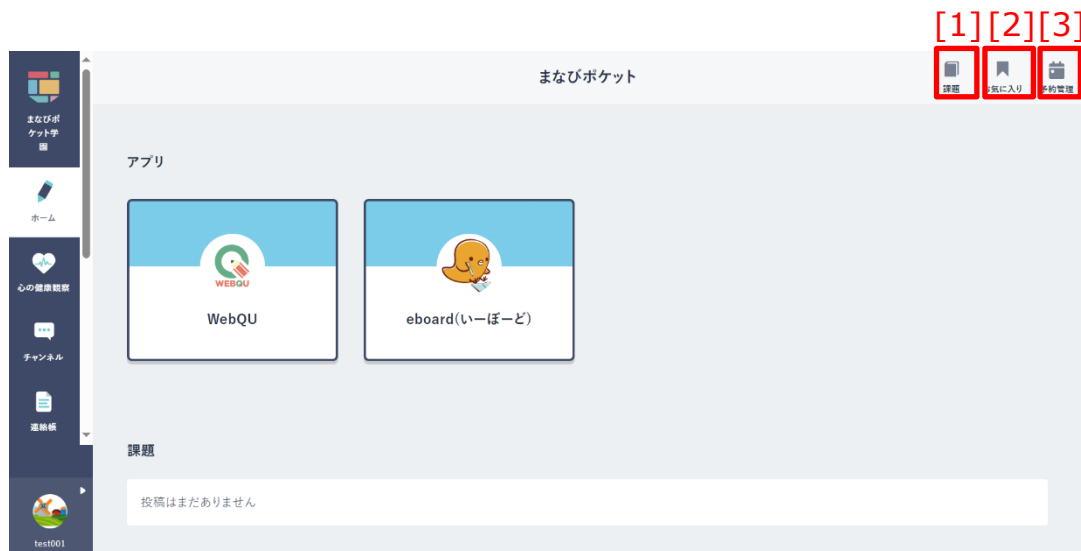 [1][2][3]
まなびポケット学園
まなびポケット
課題
お気に入り
予約管理
ホーム
心の健康観察
チャンネル
連絡帳
test001
アプリ
WEBQU
WebQU
eboard(いーぼーど)
課題
投稿はまだありません